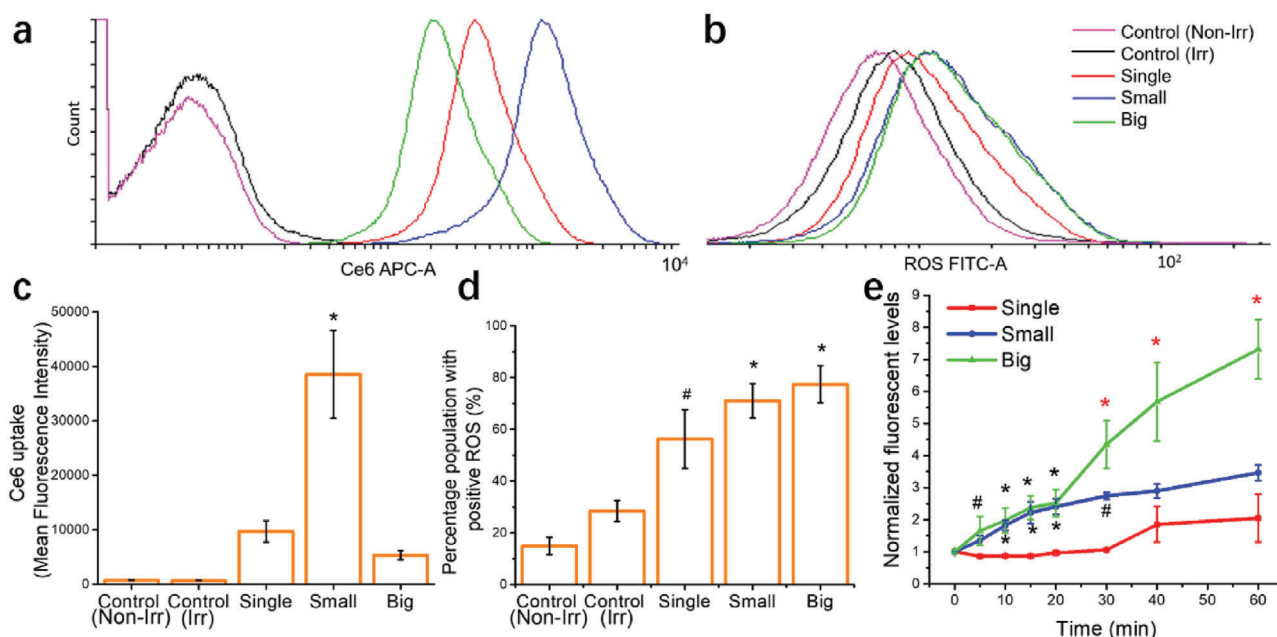 a
Count
Ce6 APC-A
10⁴
b
Control (Non-Irr)
Control (Irr)
Single
Small
Big
ROS FITC-A
10²
c
Ce6 uptake
(Mean Fluorescence Intensity)
50000
40000
30000
20000
10000
0
*
Control
(Non-Irr)
Control
(Irr)
Single
Small
Big
d
Percentage population with
positive ROS (%)
100
80
60
40
20
0
#
*
*
Control
(Non-Irr)
Control
(Irr)
Single
Small
Big
e
Normalized fluorescent levels
9
8
7
6
5
4
3
2
1
0
Single
Small
Big
# * * * * * *
* * * #
0 10 20 30 40 50 60
Time (min)